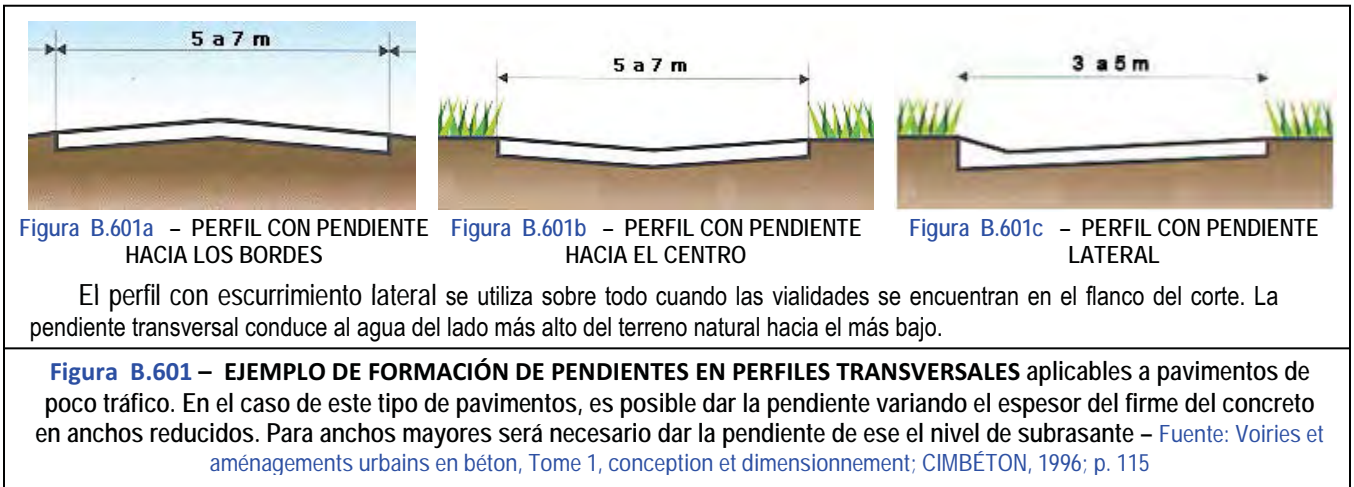 5 a 7 m
5 a 7 m
3 a 5 m
Figura B.601a – PERFIL CON PENDIENTE
HACIA LOS BORDES
Figura B.601b – PERFIL CON PENDIENTE
HACIA EL CENTRO
Figura B.601c – PERFIL CON PENDIENTE
LATERAL
El perfil con escurrimiento lateral se utiliza sobre todo cuando las vialidades se encuentran en el flanco del corte. La
pendiente transversal conduce al agua del lado más alto del terreno natural hacia el más bajo.
Figura B.601 – EJEMPLO DE FORMACIÓN DE PENDIENTES EN PERFILES TRANSVERSALES aplicables a pavimentos de
poco tráfico. En el caso de este tipo de pavimentos, es posible dar la pendiente variando el espesor del firme del concreto
en anchos reducidos. Para anchos mayores será necesario dar la pendiente de ese el nivel de subrasante – Fuente: Voiries et
aménagements urbains en béton, Tome 1, conception et dimensionnement; CIMBÉTON, 1996; p. 115